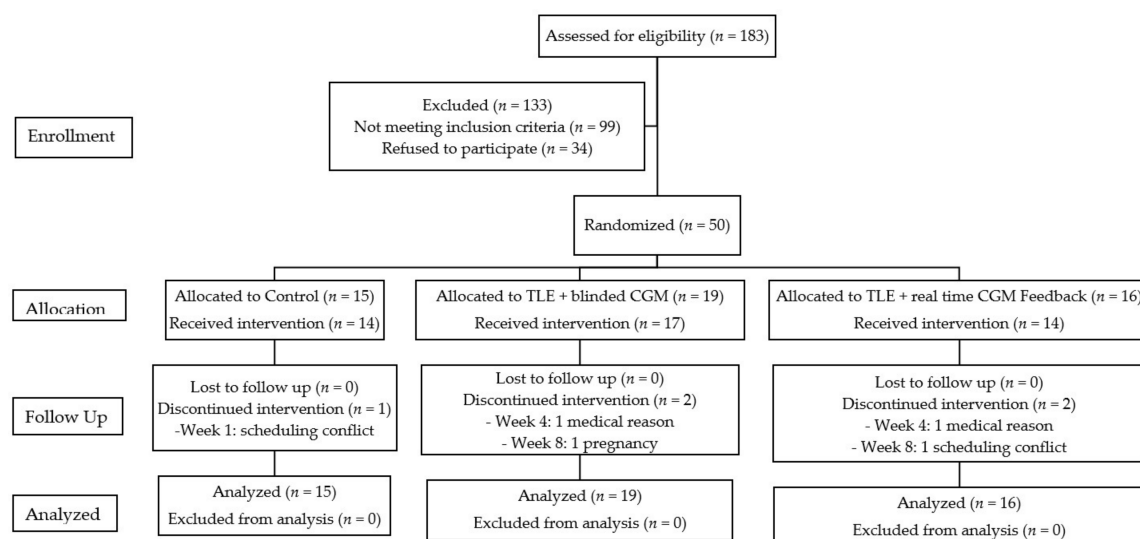 Assessed for eligibility (n = 183)
Enrollment
Excluded (n = 133)
Not meeting inclusion criteria (n = 99)
Refused to participate (n = 34)
Randomized (n = 50)
Allocation
Allocated to Control (n = 15)
Received intervention (n = 14)
Allocated to TLE + blinded CGM (n = 19)
Received intervention (n = 17)
Allocated to TLE + real time CGM Feedback (n = 16)
Received intervention (n = 14)
Follow Up
Lost to follow up (n = 0)
Discontinued intervention (n = 1)
-Week 1: scheduling conflict
Lost to follow up (n = 0)
Discontinued intervention (n = 2)
- Week 4: 1 medical reason
- Week 8: 1 pregnancy
Lost to follow up (n = 0)
Discontinued intervention (n = 2)
- Week 4: 1 medical reason
- Week 8: 1 scheduling conflict
Analyzed
Analyzed (n = 15)
Excluded from analysis (n = 0)
Analyzed (n = 19)
Excluded from analysis (n = 0)
Analyzed (n = 16)
Excluded from analysis (n = 0)